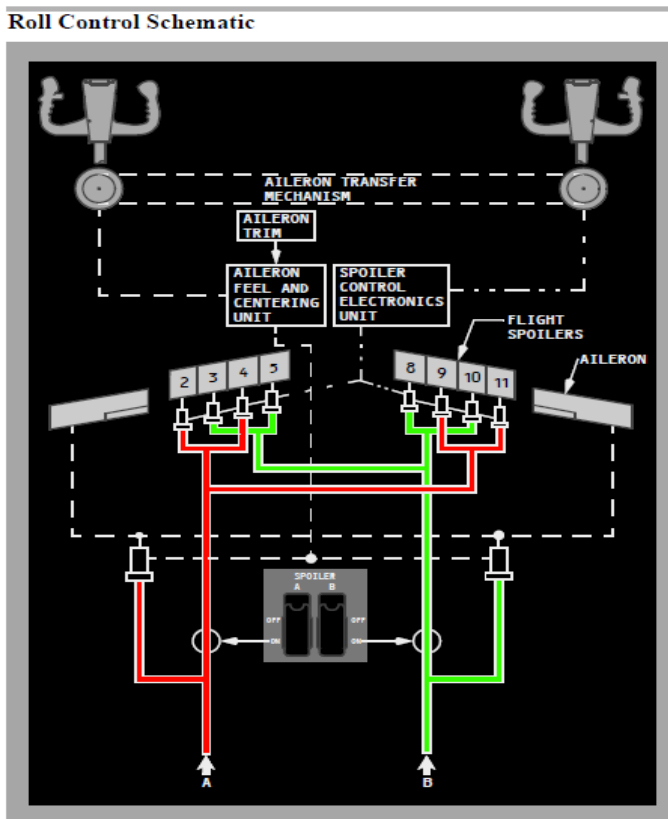 Roll Control Schematic
AILERON TRANSFER
MECHANISM
AILERON
TRIM
AILERON
FEEL AND
CENTERING
UNIT
SPOILER
CONTROL
ELECTRONICS
UNIT
FLIGHT
SPOILERS
AILERON
2 3 4 5
8 9 10 11
SPOILER
A B
OFF OFF
ON ON
A B